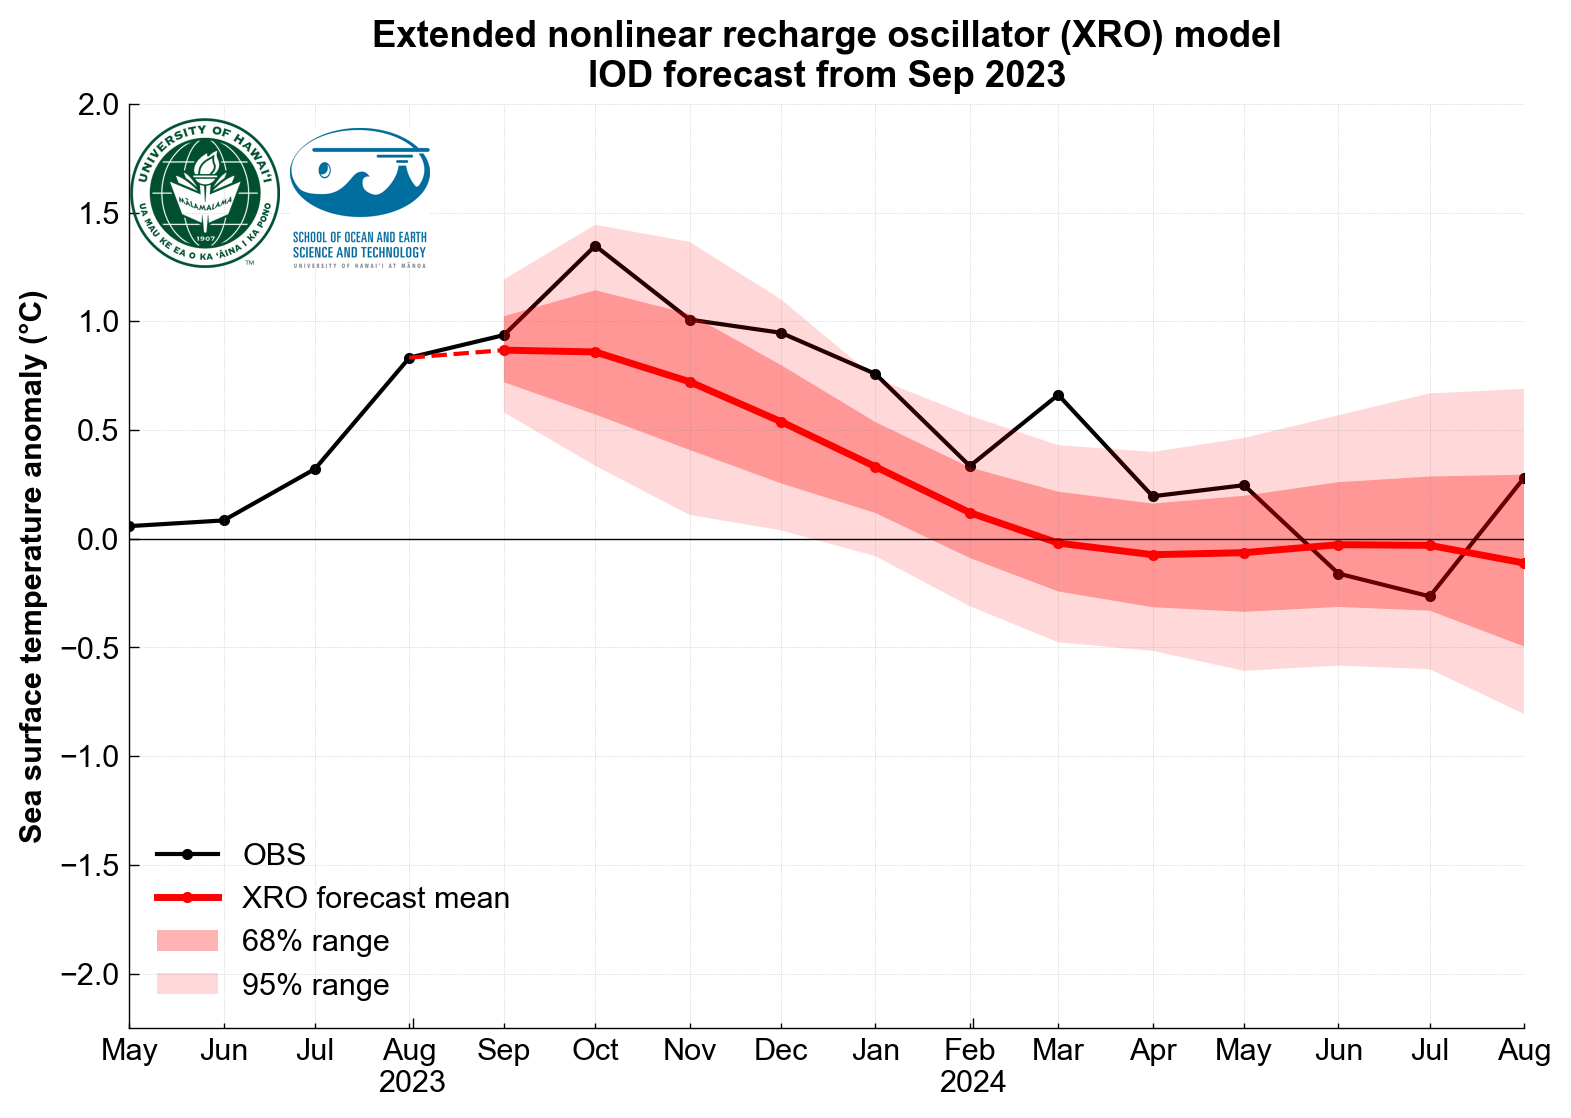 Extended nonlinear recharge oscillator (XRO) model
IOD forecast from Sep 2023
UNIVERSITY OF HAWAIʻI
MĀLAMALAMA
1907
UA MAU KE EA O KA ʻĀINA I KA PONO
TM
SCHOOL OF OCEAN AND EARTH
SCIENCE AND TECHNOLOGY
UNIVERSITY OF HAWAIʻI AT MĀNOA
Sea surface temperature anomaly (°C)
2.0
1.5
1.0
0.5
0.0
−0.5
−1.0
−1.5
−2.0
OBS
XRO forecast mean
68% range
95% range
May Jun Jul Aug Sep Oct Nov Dec Jan Feb Mar Apr May Jun Jul Aug
2023 2024